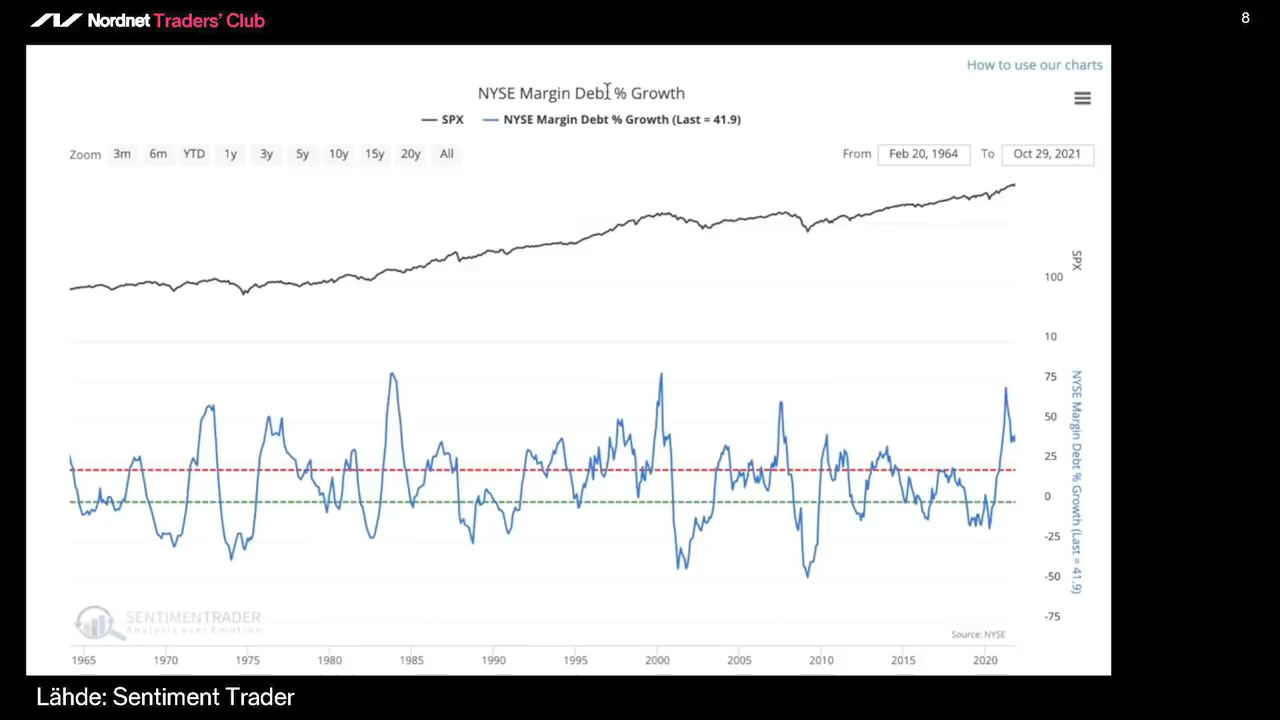 Nordnet Traders' Club
8
How to use our charts
NYSE Margin Debt % Growth
SPX NYSE Margin Debt % Growth (Last = 41.9)
Zoom 3m 6m YTD 1y 3y 5y 10y 15y 20y All
From Feb 20, 1964 To Oct 29, 2021
SPX
100
10
75
50
25
0
-25
-50
-75
NYSE Margin Debt % Growth (Last = 41.9)
SENTIMENTRADER
Analysis over Emotion
Source: NYSE
1965 1970 1975 1980 1985 1990 1995 2000 2005 2010 2015 2020
Lähde: Sentiment Trader